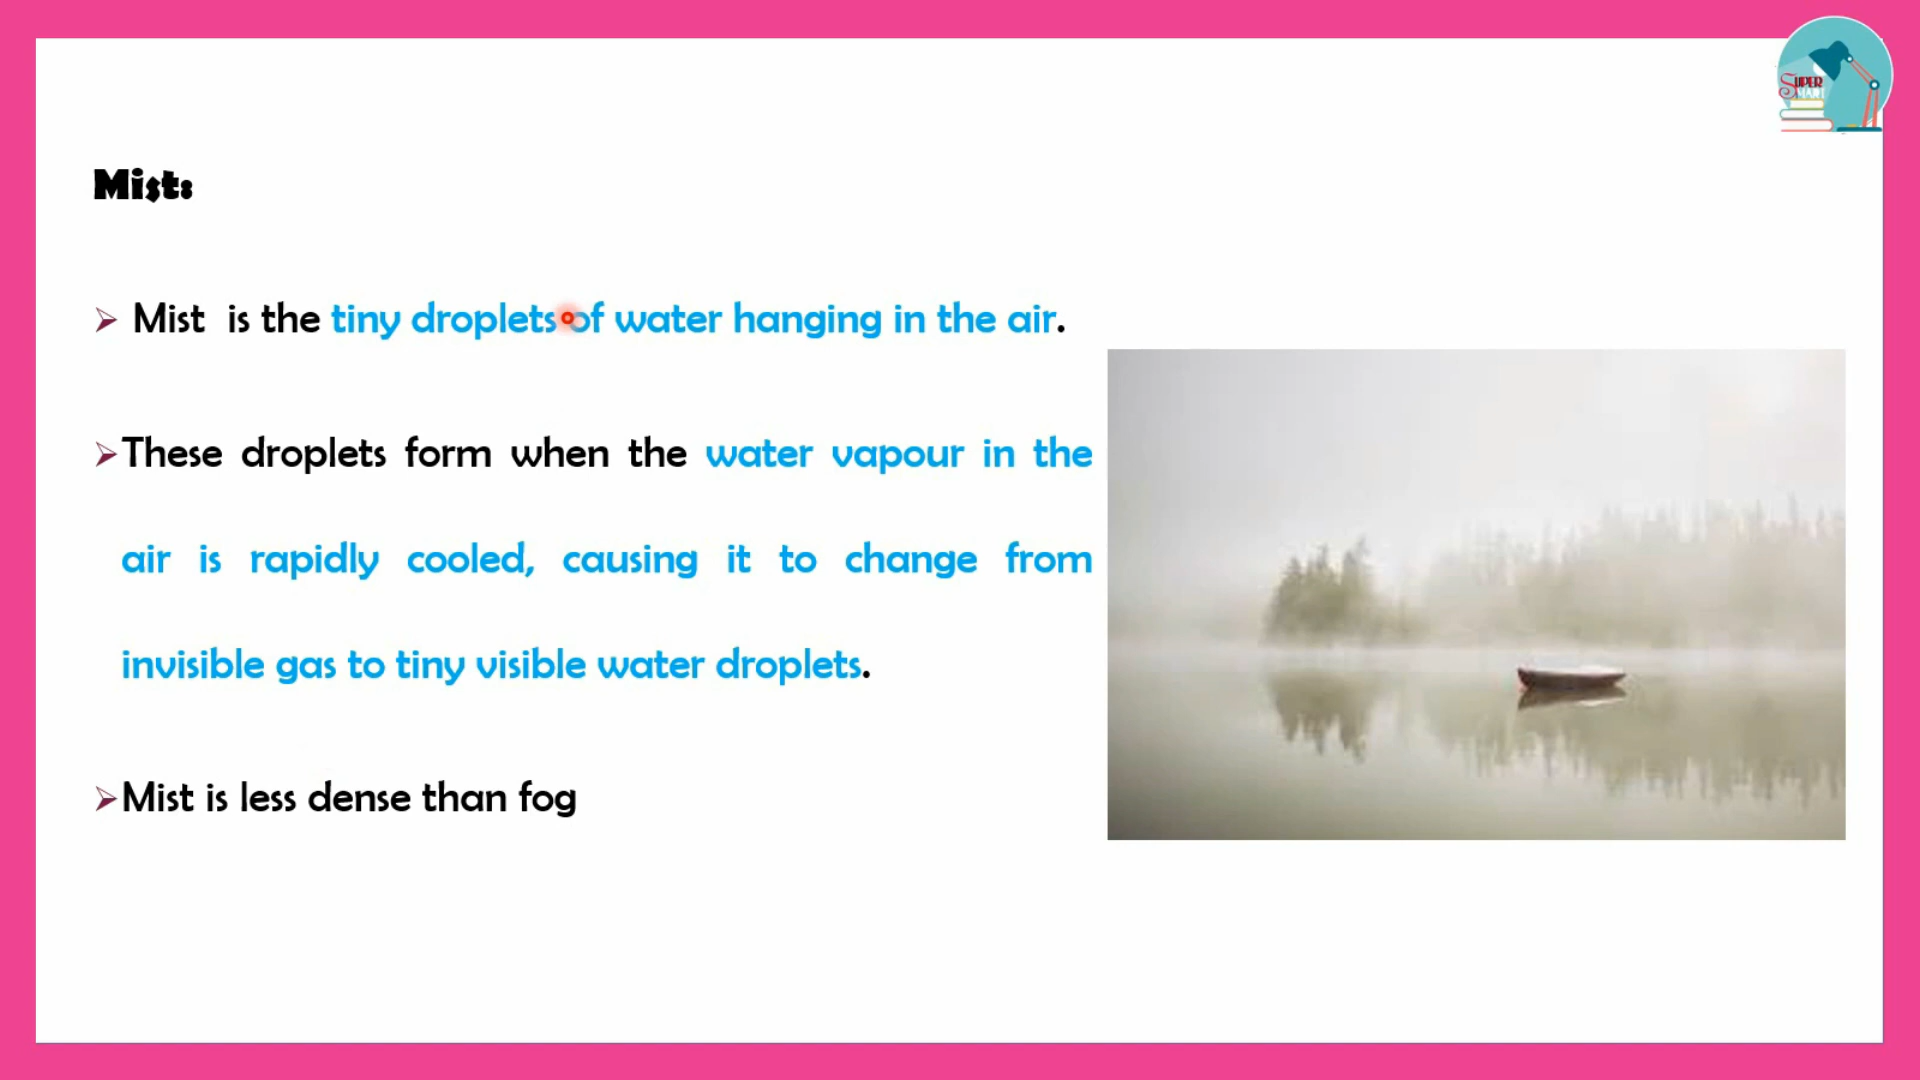 SUPER
Mist:
➢ Mist is the tiny droplets of water hanging in the air.
➢These droplets form when the water vapour in the
air is rapidly cooled, causing it to change from
invisible gas to tiny visible water droplets.
➢Mist is less dense than fog